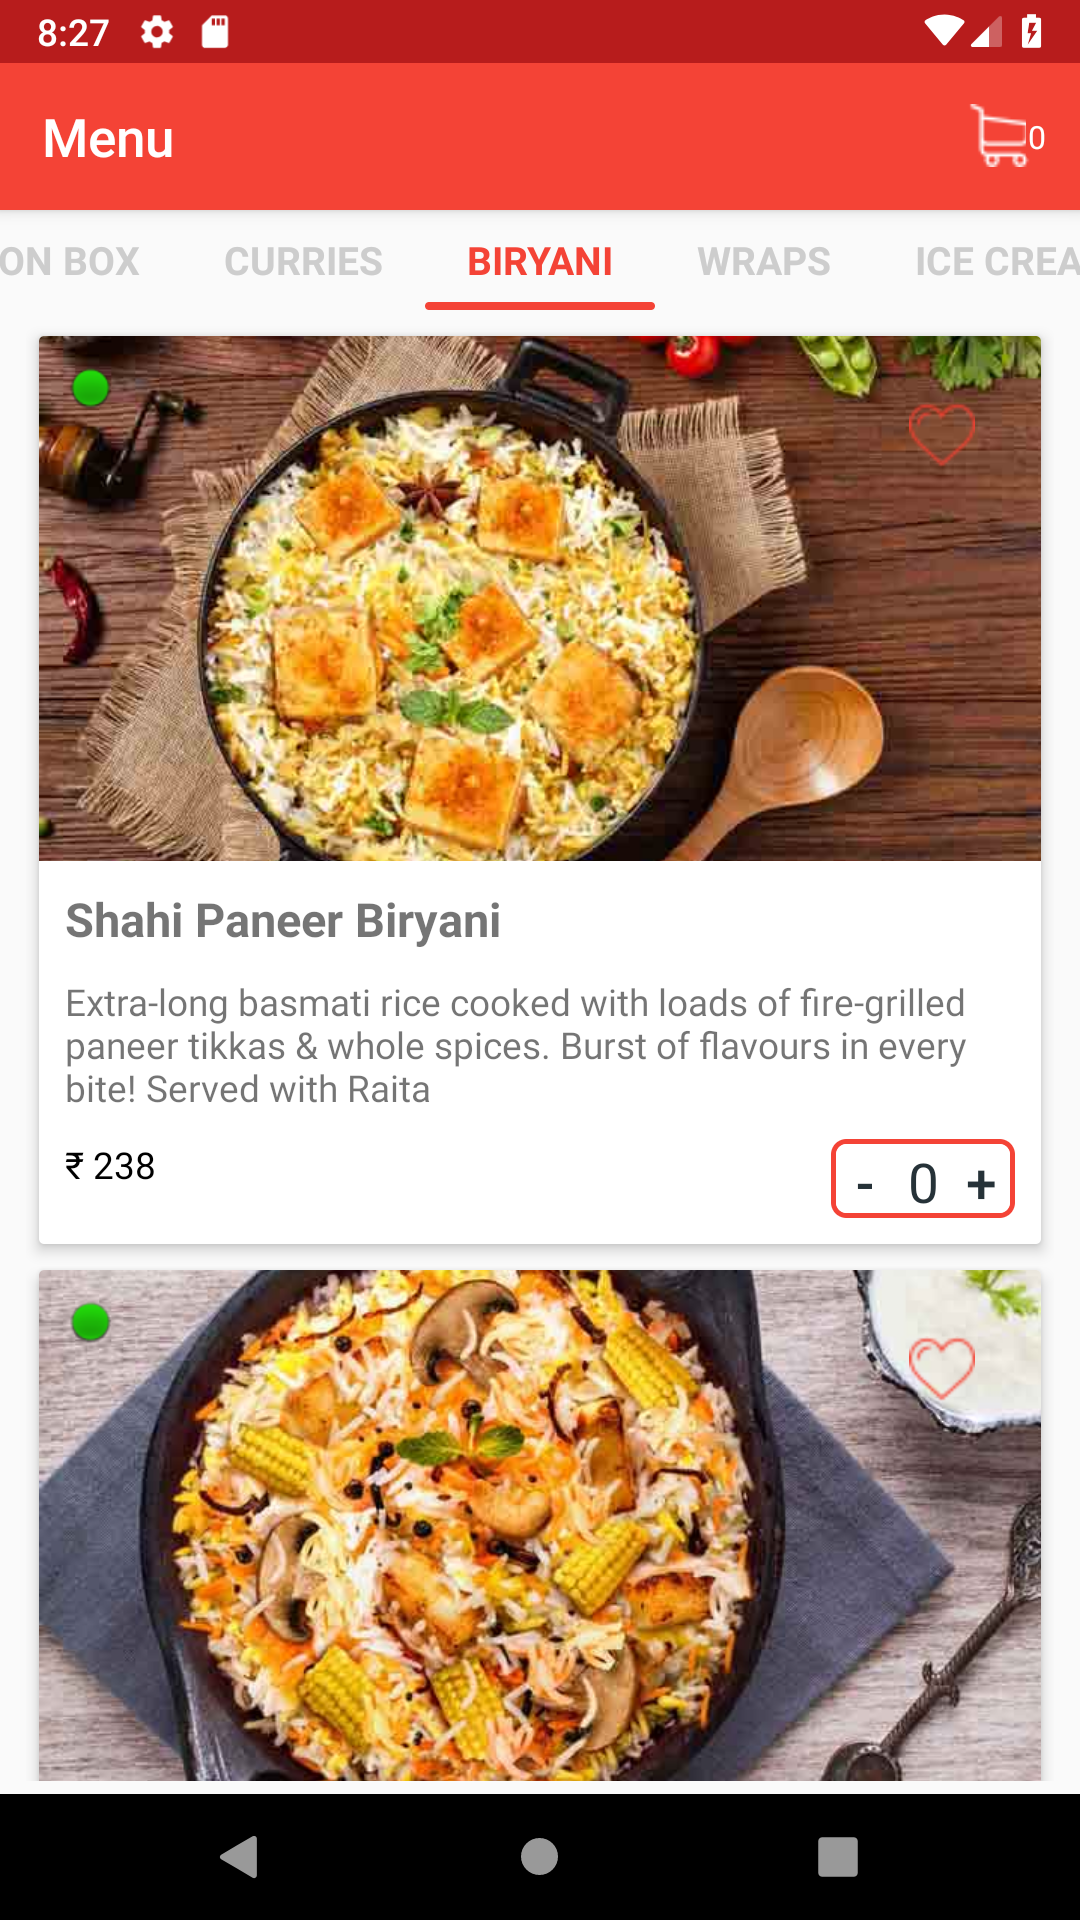 8:27
Menu
0
ON BOX CURRIES BIRYANI WRAPS ICE CREA
Shahi Paneer Biryani
Extra-long basmati rice cooked with loads of fire-grilled
paneer tikkas & whole spices. Burst of flavours in every
bite! Served with Raita
₹ 238
- 0 +